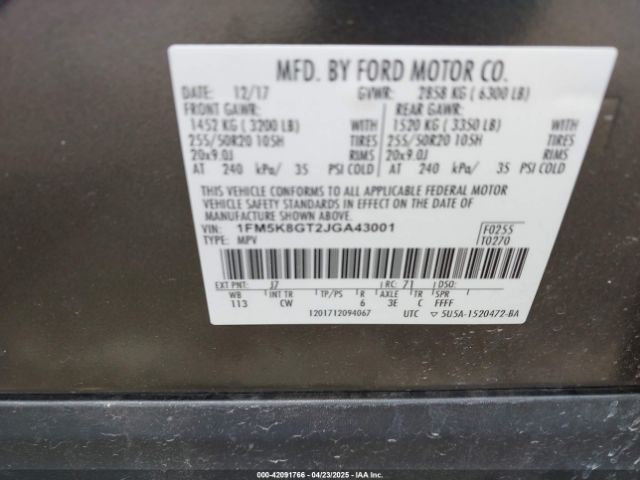 MFD. BY FORD MOTOR CO.
DATE: 12/17 GVWR: 2858 KG ( 6300 LB)
FRONT GAWR: REAR GAWR:
1452 KG ( 3200 LB) WITH 1520 KG ( 3350 LB) WITH
255/50R20 105H TIRES 255/50R20 105H TIRES
20x9.0J RIMS 20x9.0J RIMS
AT 240 kPa/ 35 PSI COLD AT 240 kPa/ 35 PSI COLD
THIS VEHICLE CONFORMS TO ALL APPLICABLE FEDERAL MOTOR
VEHICLE SAFETY STANDARDS IN EFFECT ON THE DATE OF MANUFACTURE
SHOWN ABOVE.
VIN: 1FM5K8GT2JGA43001 F0255
TYPE: MPV T0270
EXT PNT: J7 RC: 71 DSO:
WB INT TR TP/PS R AXLE TR SPR
113 CW 6 3E C FFFF
1201712094067 UTC ▽ 5U5A-1520472-BA
000-42091766 - 04/23/2025 - IAA Inc.